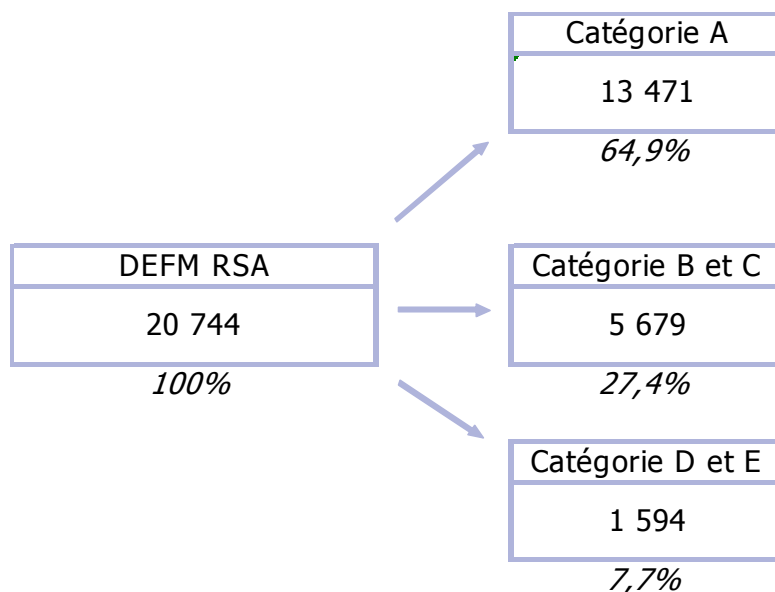 Catégorie A
13 471
64,9%
DEFM RSA
20 744
100%
Catégorie B et C
5 679
27,4%
Catégorie D et E
1 594
7,7%